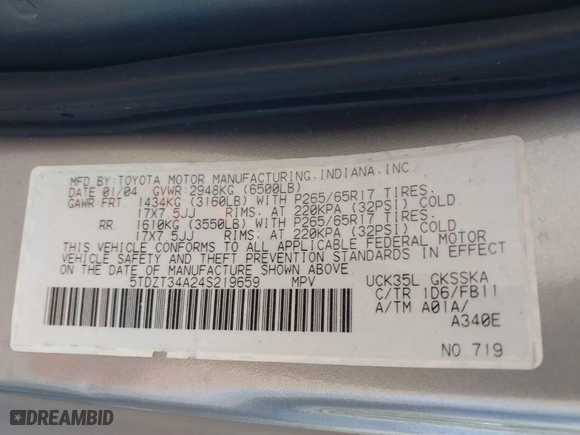 MFD.BY:TOYOTA MOTOR MANUFACTURING.INDIANA.INC
DATE 01/04 GVWR:2948KG (6500LB)
GAWR:FRT 1434KG (3160LB) WITH P265/65R17 TIRES.
17X7.5JJ RIMS. AT 220KPA (32PSI) COLD
RR. 1610KG (3550LB) WITH P265/65R17 TIRES.
17X7.5JJ RIMS. AT 220KPA (32PSI) COLD
THIS VEHICLE CONFORMS TO ALL APPLICABLE FEDERAL MOTOR
VEHICLE SAFETY AND THEFT PREVENTION STANDARDS IN EFFECT
ON THE DATE OF MANUFACTURE SHOWN ABOVE.
5TDZT34A24S219659 MPV
UCK35L GKSSKA
C/TR 1D6/FB11
A/TM A01A/
A340E
NO 719
DREAMBID